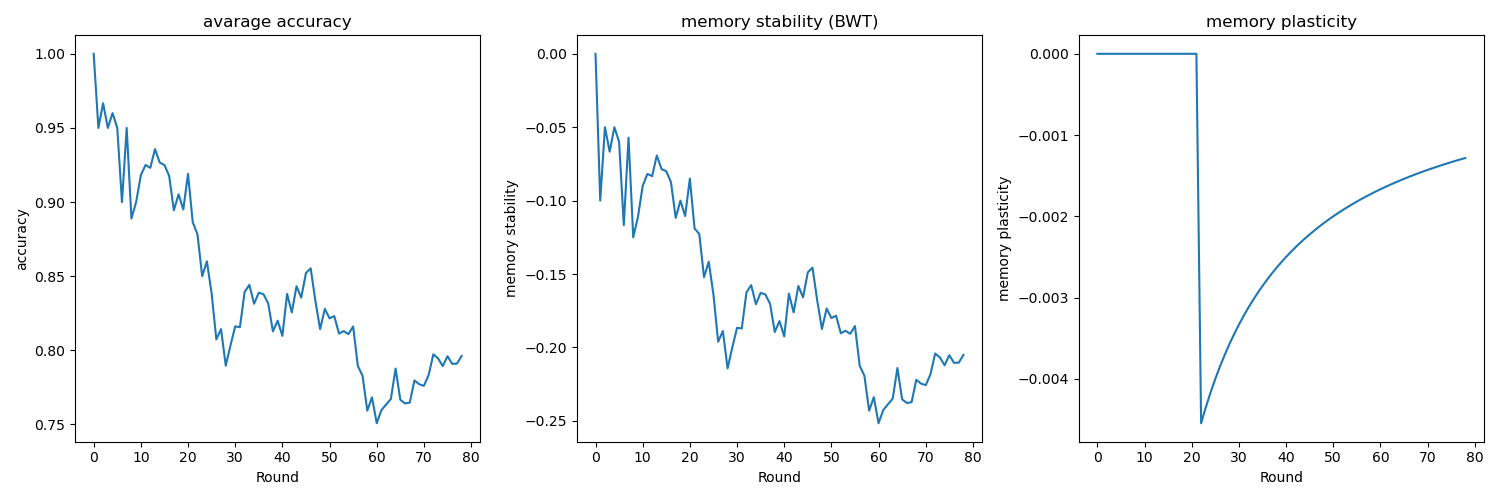 avarage accuracy
accuracy
1.00
0.95
0.90
0.85
0.80
0.75
0 10 20 30 40 50 60 70 80
Round
memory stability (BWT)
memory stability
0.00
−0.05
−0.10
−0.15
−0.20
−0.25
0 10 20 30 40 50 60 70 80
Round
memory plasticity
memory plasticity
0.000
−0.001
−0.002
−0.003
−0.004
0 10 20 30 40 50 60 70 80
Round